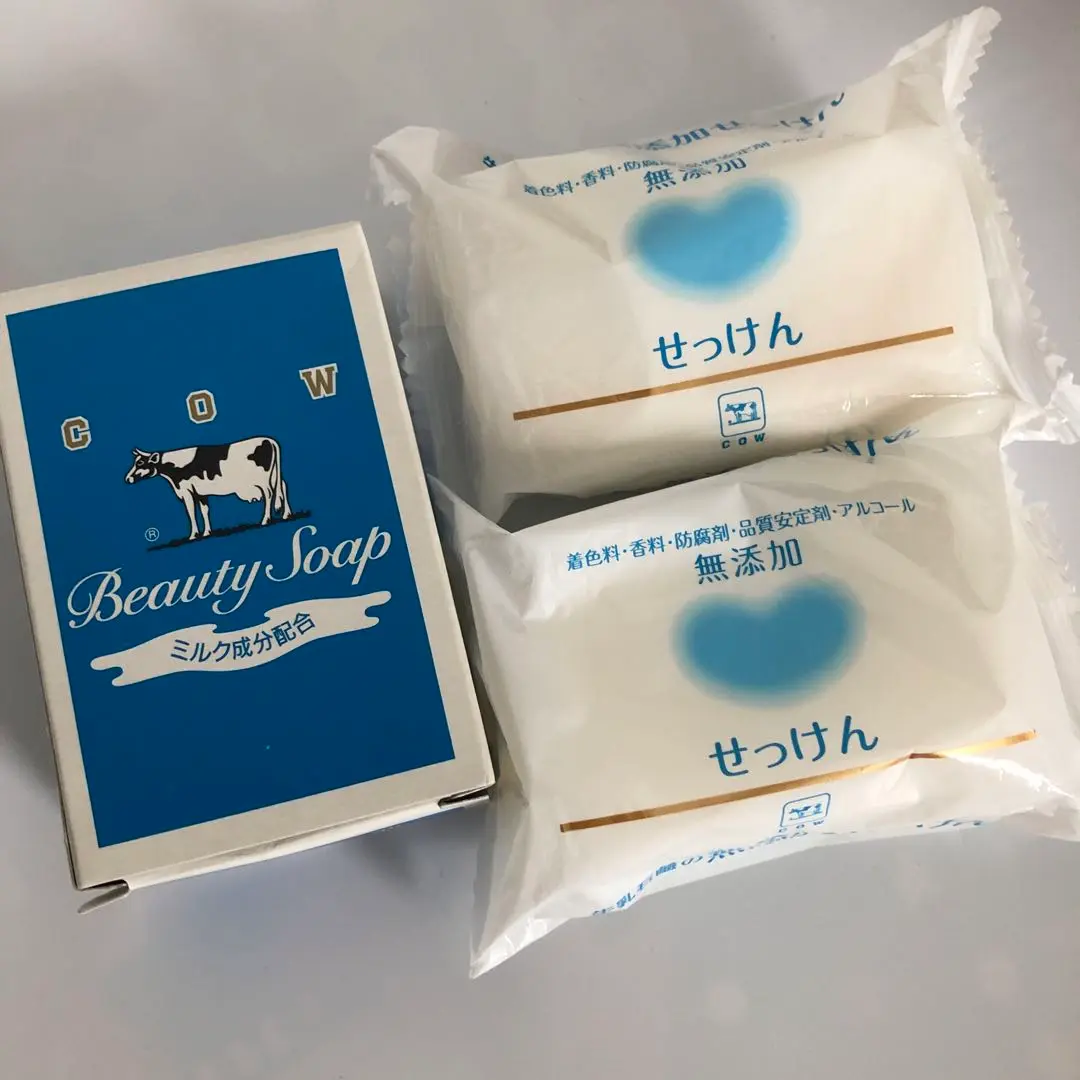 COW
®
Beauty Soap
ミルク成分配合
無添加
せっけん
COW
着色料・香料・防腐剤・品質安定剤・アルコール
無添加
せっけん
COW